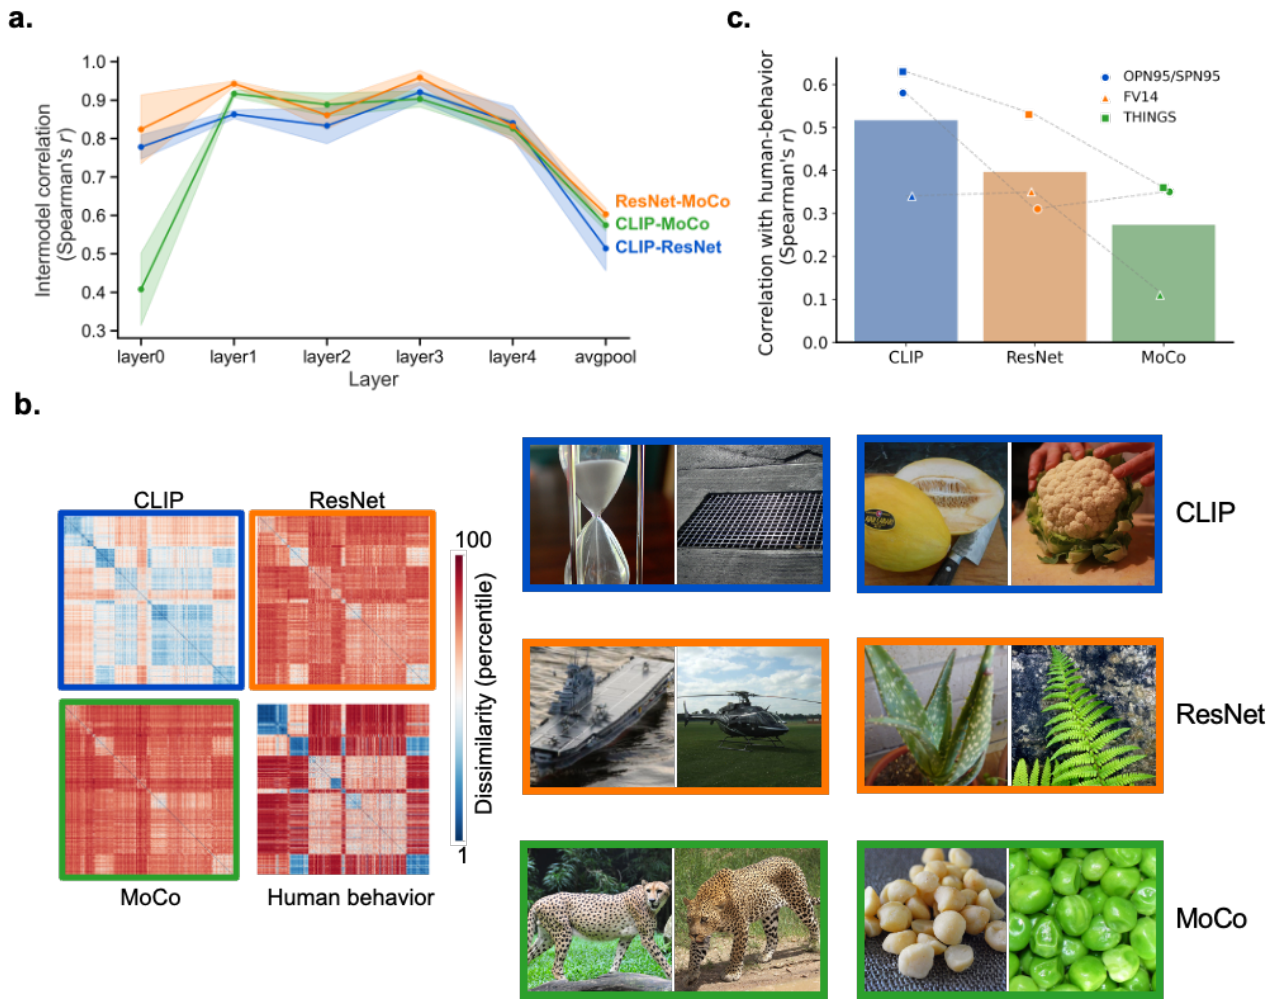 a.
Intermodel correlation
(Spearman's r)
1.0
0.9
0.8
0.7
0.6
0.5
0.4
0.3
ResNet-MoCo
CLIP-MoCo
CLIP-ResNet
layer0 layer1 layer2 layer3 layer4 avgpool
Layer
c.
Correlation with human-behavior
(Spearman's r)
0.6
0.5
0.4
0.3
0.2
0.1
0.0
OPN95/SPN95
FV14
THINGS
CLIP ResNet MoCo
b.
CLIP ResNet
MoCo Human behavior
100
Dissimilarity (percentile)
1
CLIP
ResNet
MoCo